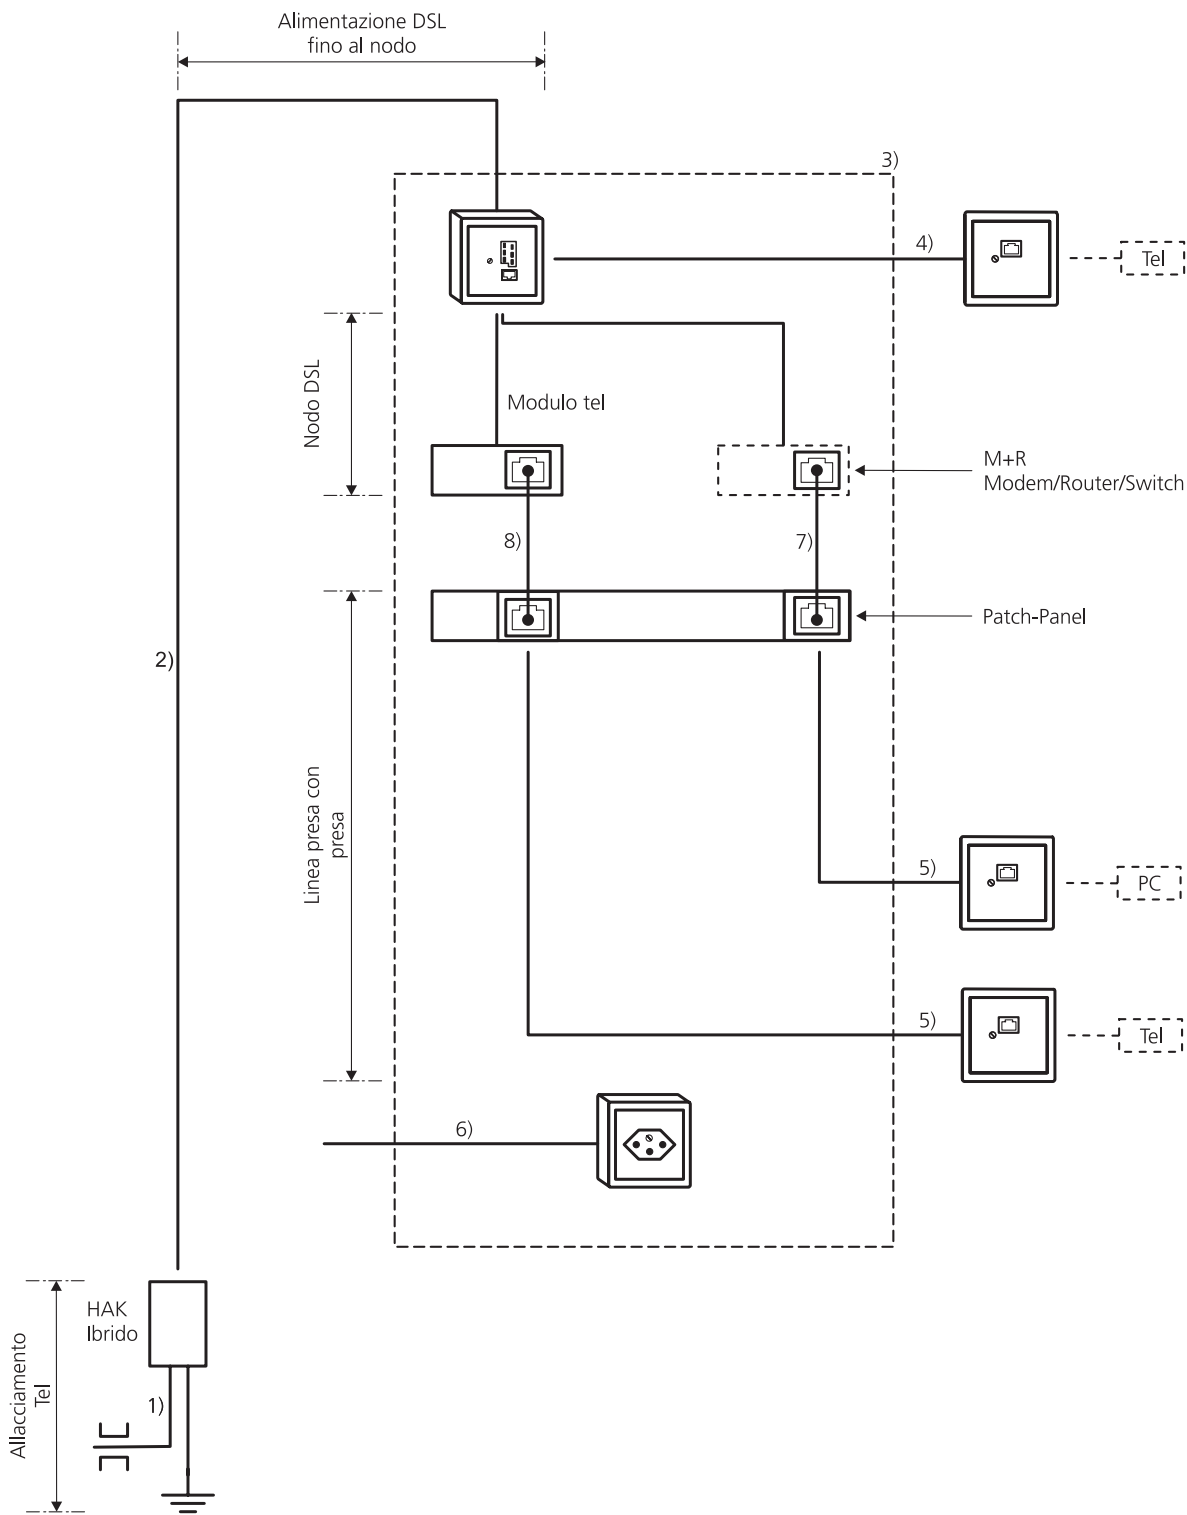 Alimentazione DSL
fino al nodo
3)
4)
Tel
Nodo DSL
Modulo tel
M+R
Modem/Router/Switch
8)
7)
Patch-Panel
2)
Linea presa con
presa
5)
PC
5)
Tel
6)
HAK
Ibrido
Allacciamento
Tel
1)